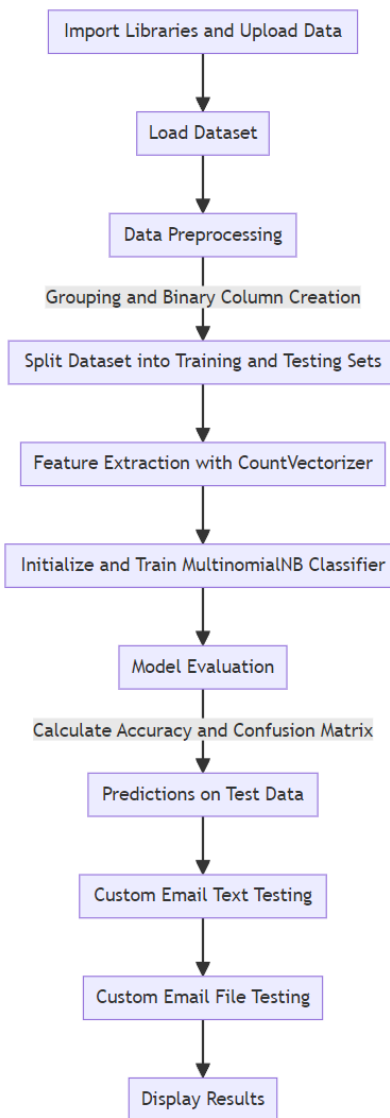 Import Libraries and Upload Data
Load Dataset
Data Preprocessing
Grouping and Binary Column Creation
Split Dataset into Training and Testing Sets
Feature Extraction with CountVectorizer
Initialize and Train MultinomialNB Classifier
Model Evaluation
Calculate Accuracy and Confusion Matrix
Predictions on Test Data
Custom Email Text Testing
Custom Email File Testing
Display Results